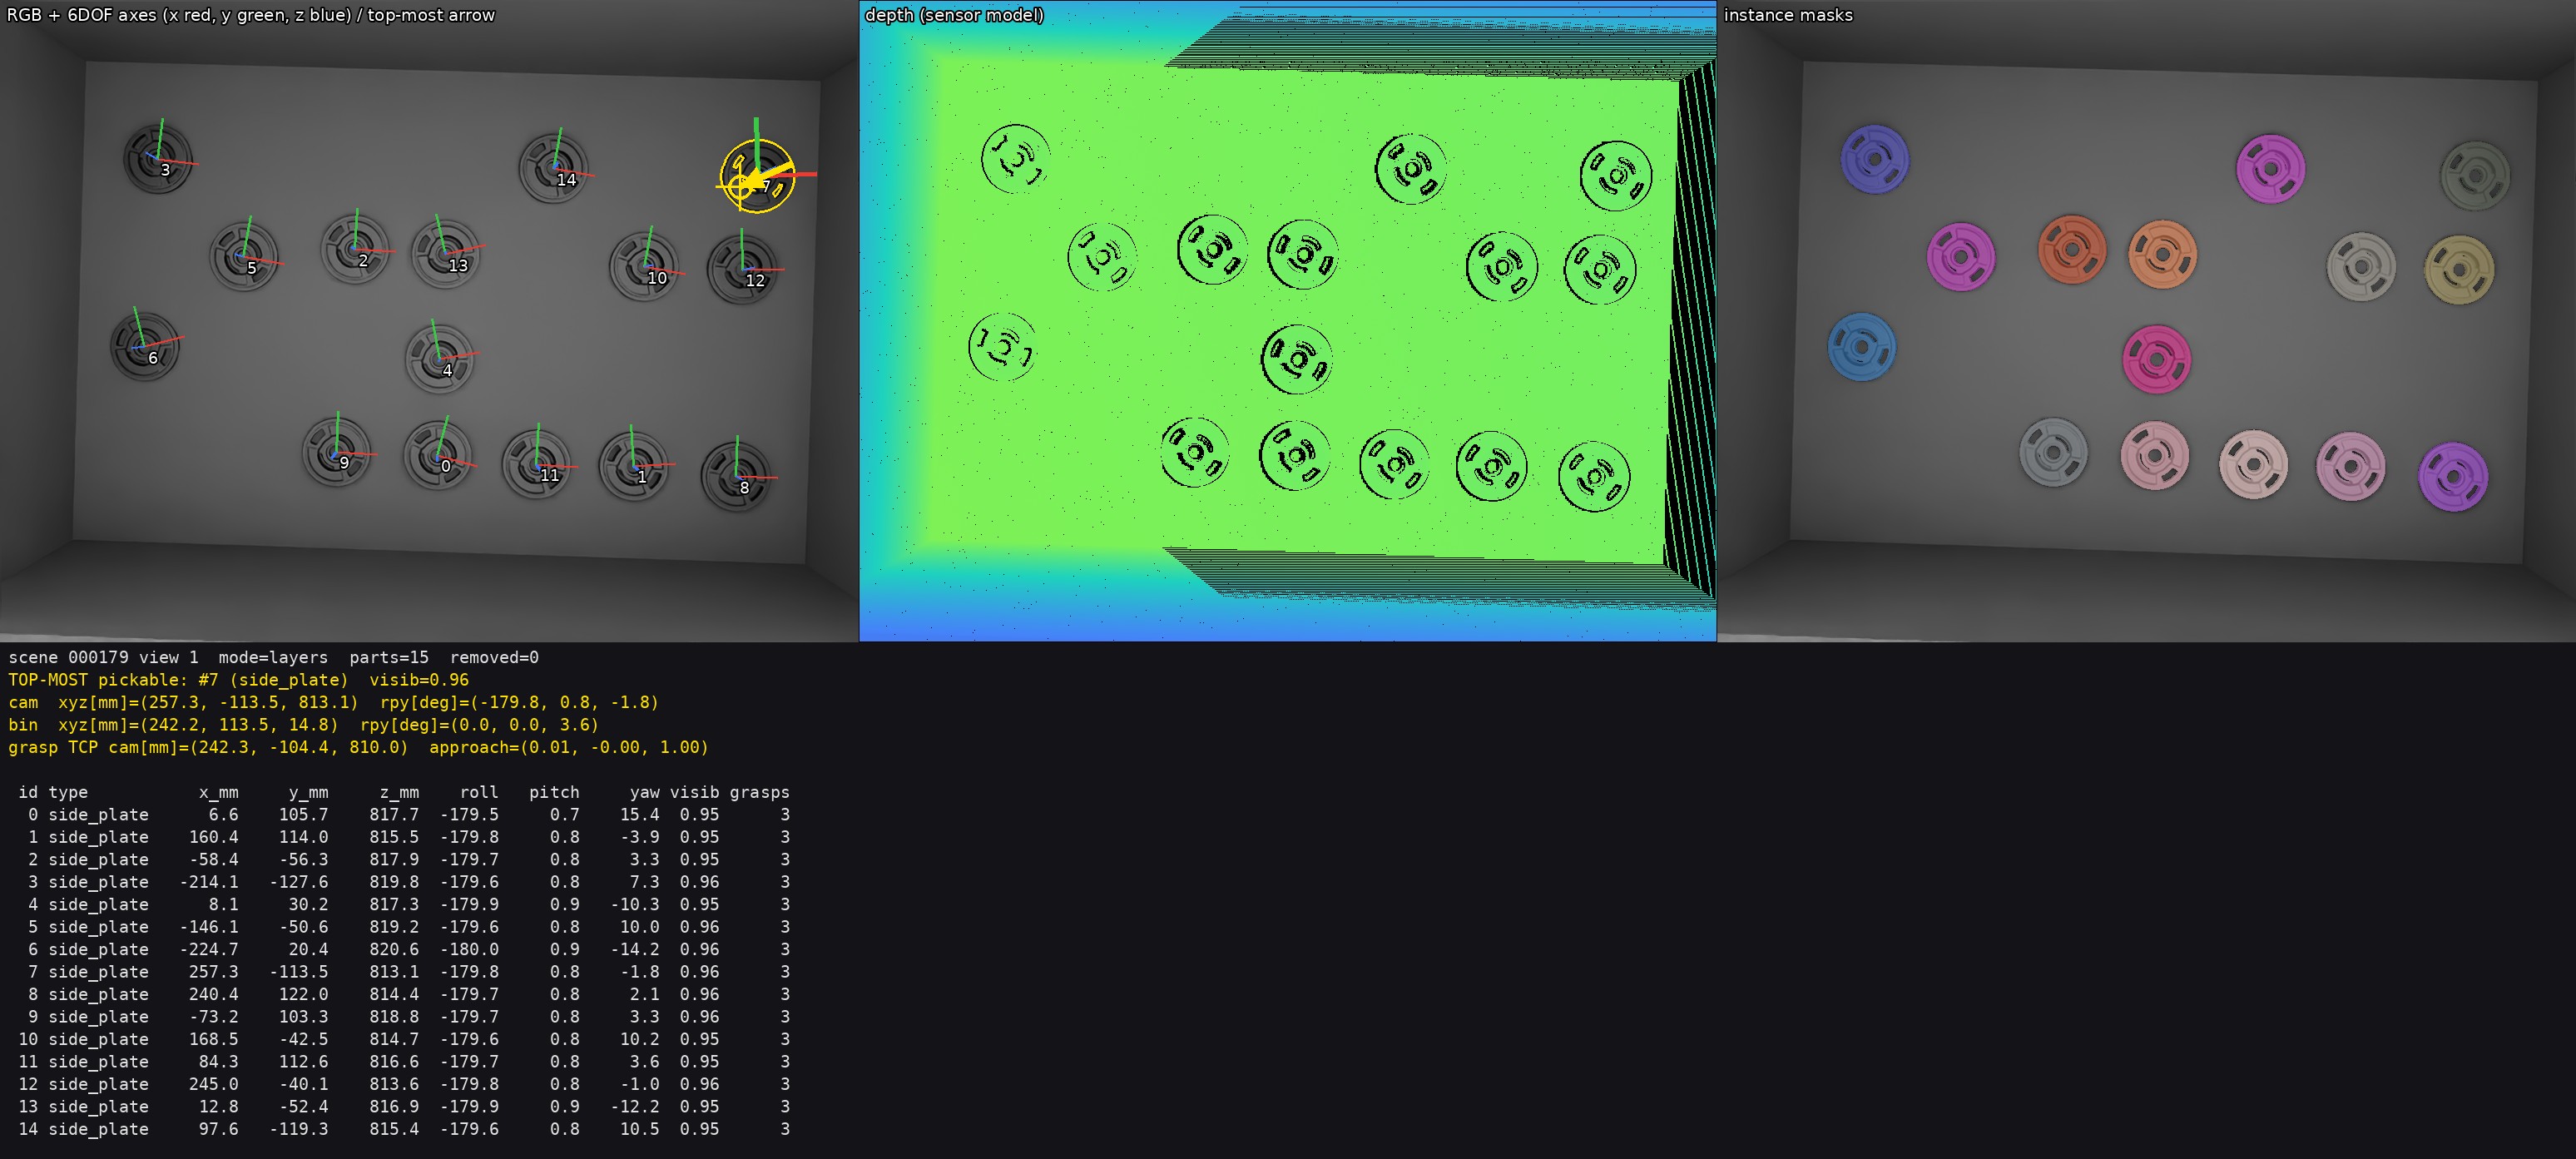 RGB + 6DOF axes (x red, y green, z blue) / top-most arrow
depth (sensor model)
instance masks
3
14
7
5
2
13
10
12
6
4
9
0
11
1
8
scene 000179 view 1 mode=layers parts=15 removed=0
TOP-MOST pickable: #7 (side_plate) visib=0.96
cam xyz[mm]=(257.3, -113.5, 813.1) rpy[deg]=(-179.8, 0.8, -1.8)
bin xyz[mm]=(242.2, 113.5, 14.8) rpy[deg]=(0.0, 0.0, 3.6)
grasp TCP cam[mm]=(242.3, -104.4, 810.0) approach=(0.01, -0.00, 1.00)
id type x_mm y_mm z_mm roll pitch yaw visib grasps
0 side_plate 6.6 105.7 817.7 -179.5 0.7 15.4 0.95 3
1 side_plate 160.4 114.0 815.5 -179.8 0.8 -3.9 0.95 3
2 side_plate -58.4 -56.3 817.9 -179.7 0.8 3.3 0.95 3
3 side_plate -214.1 -127.6 819.8 -179.6 0.8 7.3 0.96 3
4 side_plate 8.1 30.2 817.3 -179.9 0.9 -10.3 0.95 3
5 side_plate -146.1 -50.6 819.2 -179.6 0.8 10.0 0.96 3
6 side_plate -224.7 20.4 820.6 -180.0 0.9 -14.2 0.96 3
7 side_plate 257.3 -113.5 813.1 -179.8 0.8 -1.8 0.96 3
8 side_plate 240.4 122.0 814.4 -179.7 0.8 2.1 0.96 3
9 side_plate -73.2 103.3 818.8 -179.7 0.8 3.3 0.96 3
10 side_plate 168.5 -42.5 814.7 -179.6 0.8 10.2 0.95 3
11 side_plate 84.3 112.6 816.6 -179.7 0.8 3.6 0.95 3
12 side_plate 245.0 -40.1 813.6 -179.8 0.8 -1.0 0.96 3
13 side_plate 12.8 -52.4 816.9 -179.9 0.9 -12.2 0.95 3
14 side_plate 97.6 -119.3 815.4 -179.6 0.8 10.5 0.95 3